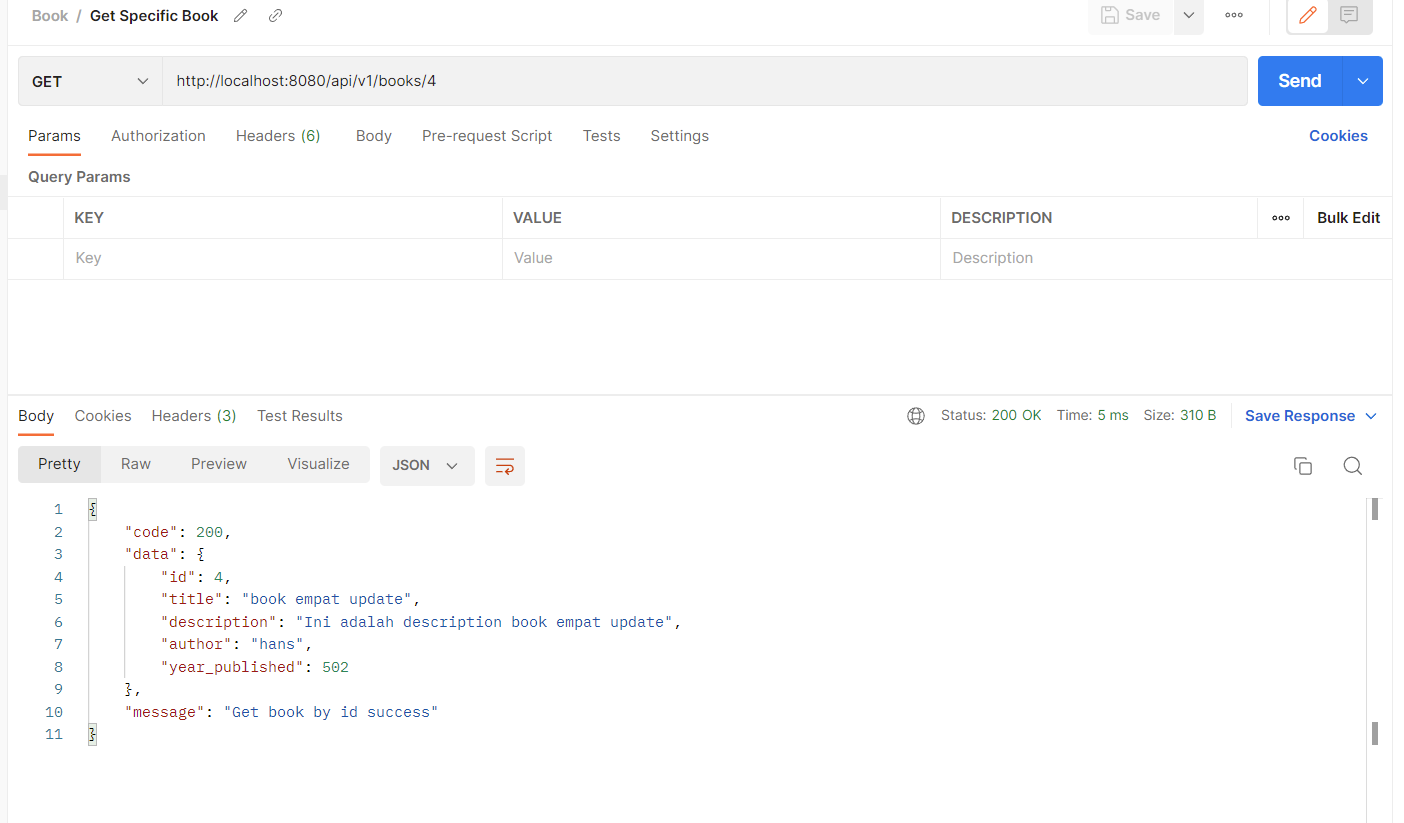 Book / Get Specific Book
Save
GET http://localhost:8080/api/v1/books/4 Send
Params Authorization Headers (6) Body Pre-request Script Tests Settings Cookies
Query Params
KEY VALUE DESCRIPTION Bulk Edit
Key Value Description
Body Cookies Headers (3) Test Results Status: 200 OK Time: 5 ms Size: 310 B Save Response
Pretty Raw Preview Visualize JSON
1 {
2 "code": 200,
3 "data": {
4 "id": 4,
5 "title": "book empat update",
6 "description": "Ini adalah description book empat update",
7 "author": "hans",
8 "year_published": 502
9 },
10 "message": "Get book by id success"
11 }